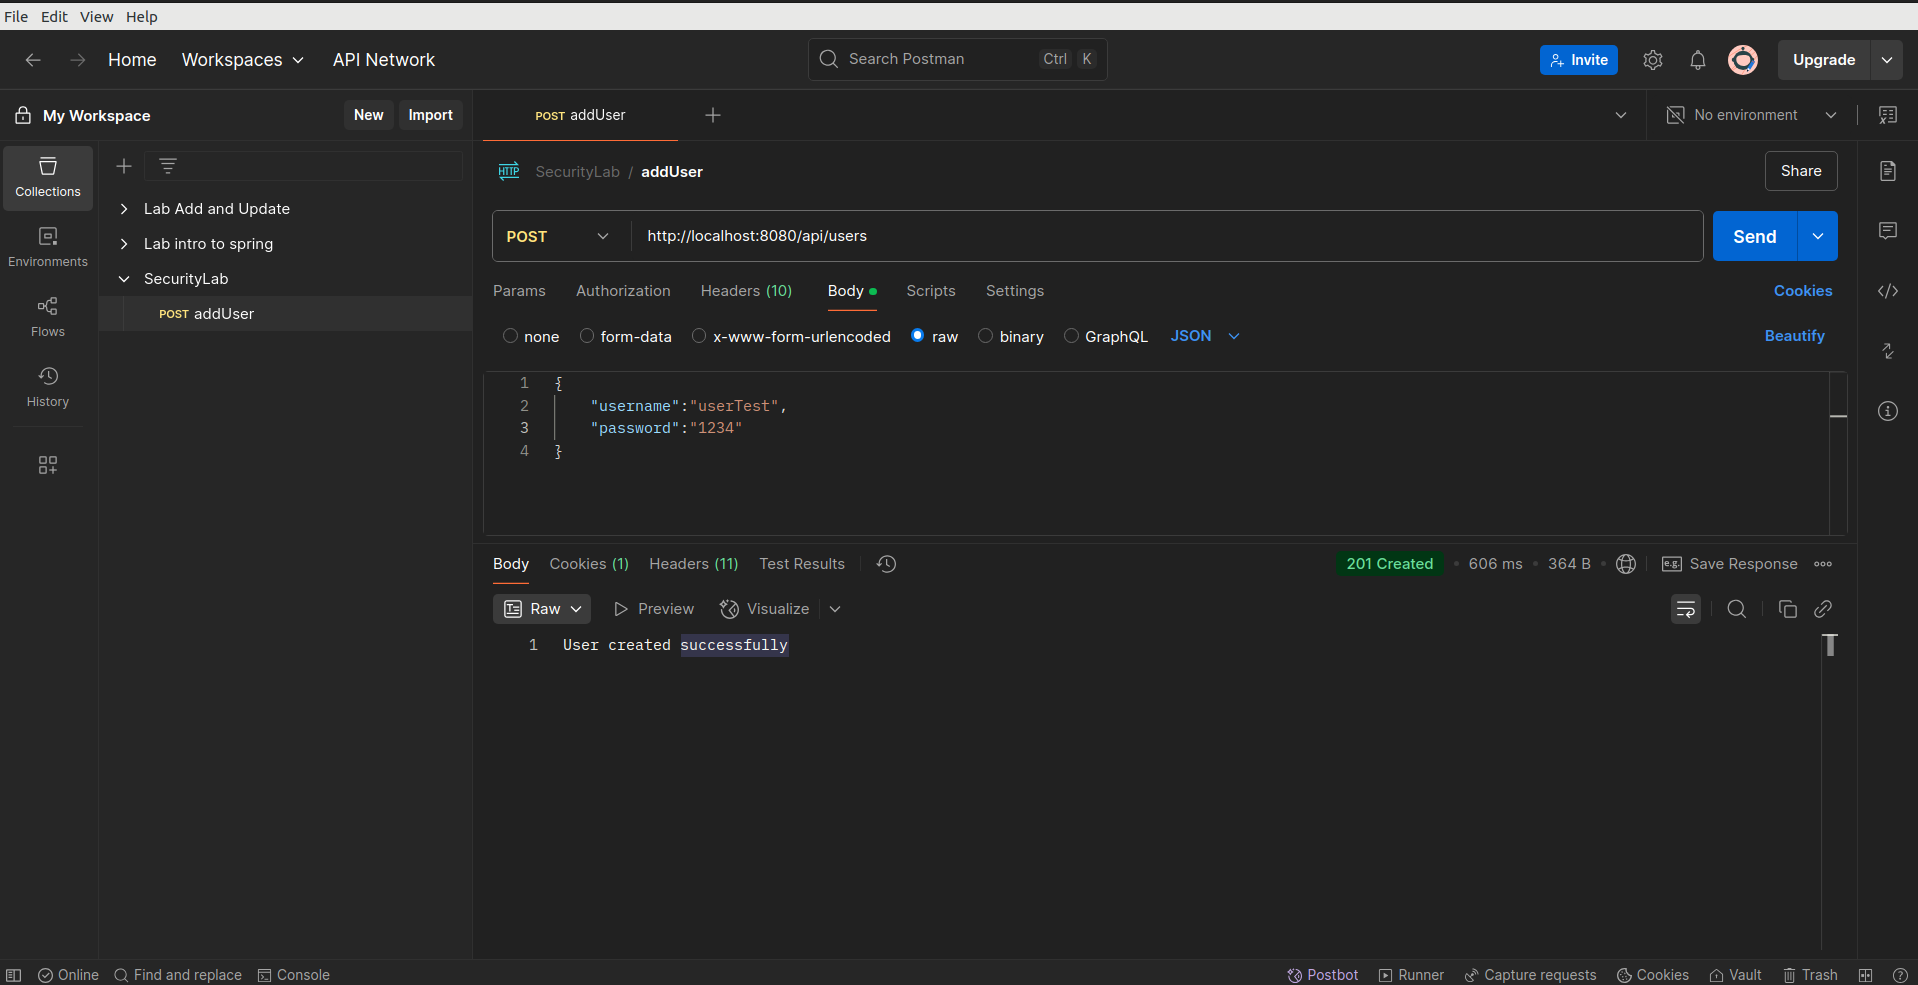 File Edit View Help
Home Workspaces API Network Search Postman Ctrl K Invite Upgrade
My Workspace New Import POST addUser No environment
Collections
Environments
Flows
History
Lab Add and Update
Lab intro to spring
SecurityLab
POST addUser
HTTP SecurityLab / addUser Share
POST http://localhost:8080/api/users Send
Params Authorization Headers (10) Body Scripts Settings Cookies
none form-data x-www-form-urlencoded raw binary GraphQL JSON Beautify
1 {
2 "username":"userTest",
3 "password":"1234"
4 }
Body Cookies (1) Headers (11) Test Results 201 Created • 606 ms • 364 B • e.g. Save Response
Raw Preview Visualize
1 User created successfully
Online Find and replace Console Postbot Runner Capture requests Cookies Vault Trash